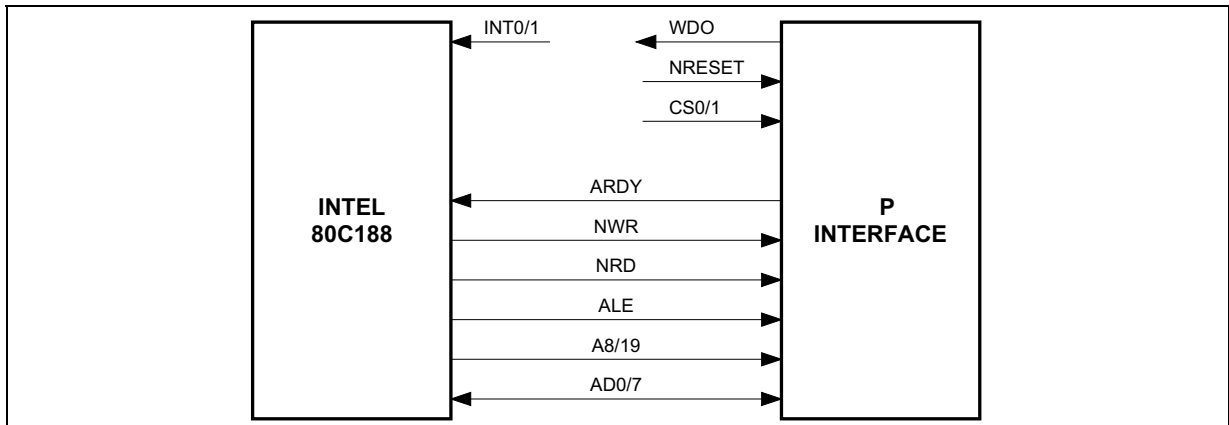 INT0/1
WDO
NRESET
CS0/1
ARDY
INTEL
80C188
NWR
P
INTERFACE
NRD
ALE
A8/19
AD0/7